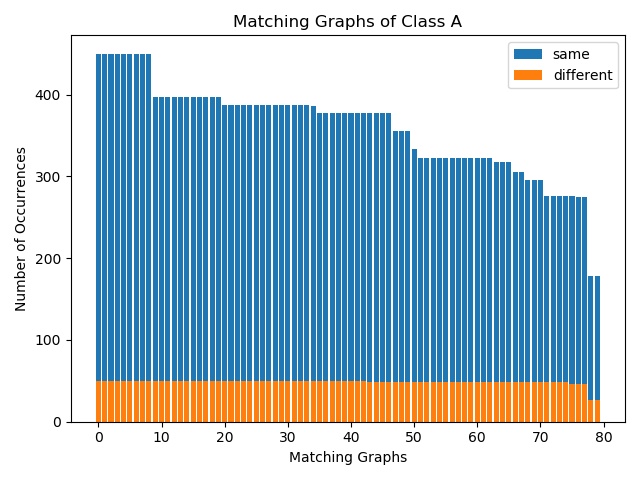 Matching Graphs of Class A
same
different
Number of Occurrences
400
300
200
100
0
0 10 20 30 40 50 60 70 80
Matching Graphs